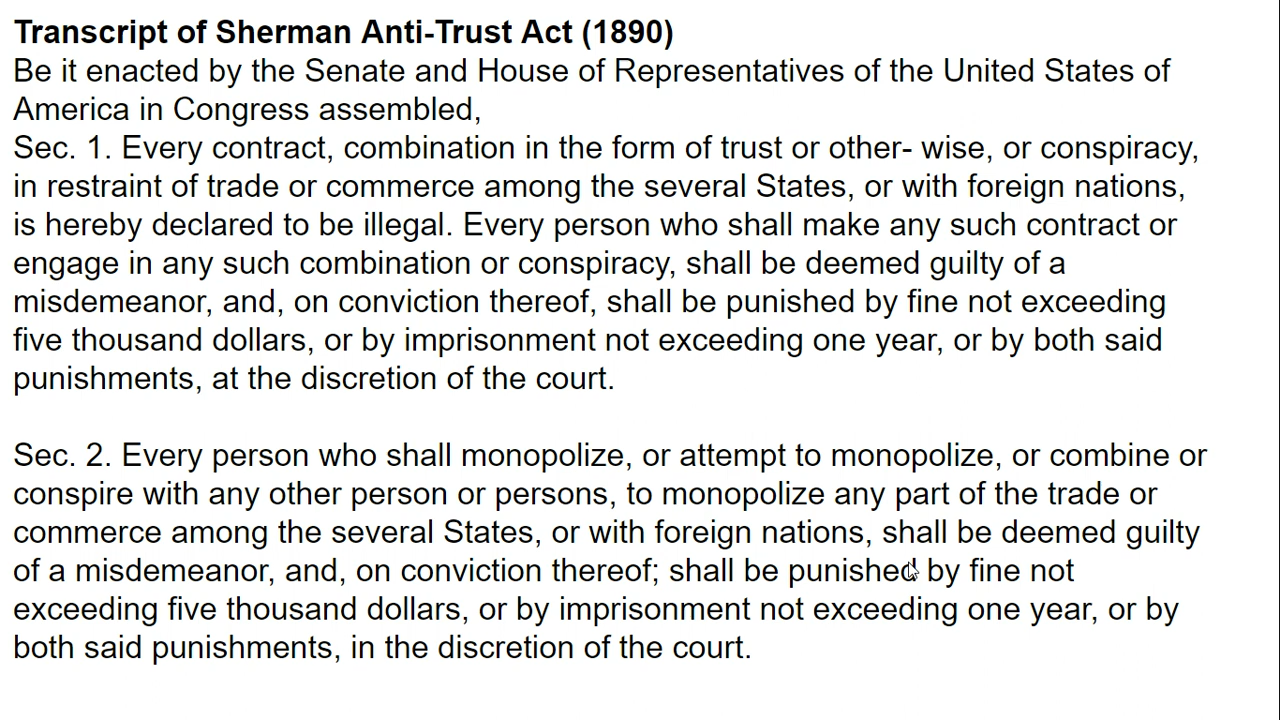 Transcript of Sherman Anti-Trust Act (1890)
Be it enacted by the Senate and House of Representatives of the United States of
America in Congress assembled,
Sec. 1. Every contract, combination in the form of trust or other- wise, or conspiracy,
in restraint of trade or commerce among the several States, or with foreign nations,
is hereby declared to be illegal. Every person who shall make any such contract or
engage in any such combination or conspiracy, shall be deemed guilty of a
misdemeanor, and, on conviction thereof, shall be punished by fine not exceeding
five thousand dollars, or by imprisonment not exceeding one year, or by both said
punishments, at the discretion of the court.
Sec. 2. Every person who shall monopolize, or attempt to monopolize, or combine or
conspire with any other person or persons, to monopolize any part of the trade or
commerce among the several States, or with foreign nations, shall be deemed guilty
of a misdemeanor, and, on conviction thereof; shall be punished by fine not
exceeding five thousand dollars, or by imprisonment not exceeding one year, or by
both said punishments, in the discretion of the court.